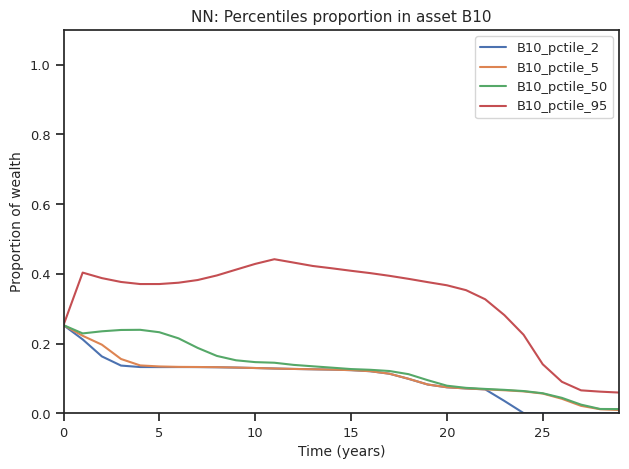 NN: Percentiles proportion in asset B10
B10_pctile_2
B10_pctile_5
B10_pctile_50
B10_pctile_95
Proportion of wealth
1.0
0.8
0.6
0.4
0.2
0.0
0 5 10 15 20 25
Time (years)